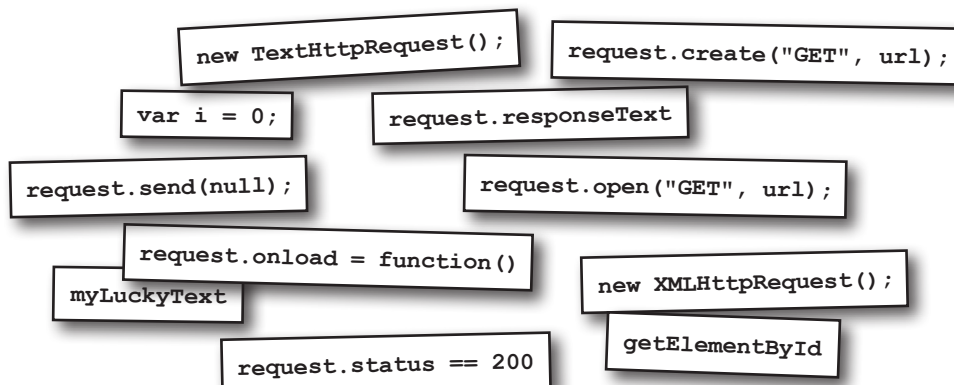 new TextHttpRequest();
request.create("GET", url);
var i = 0;
request.responseText
request.send(null);
request.open("GET", url);
request.onload = function()
myLuckyText
new XMLHttpRequest();
request.status == 200
getElementById